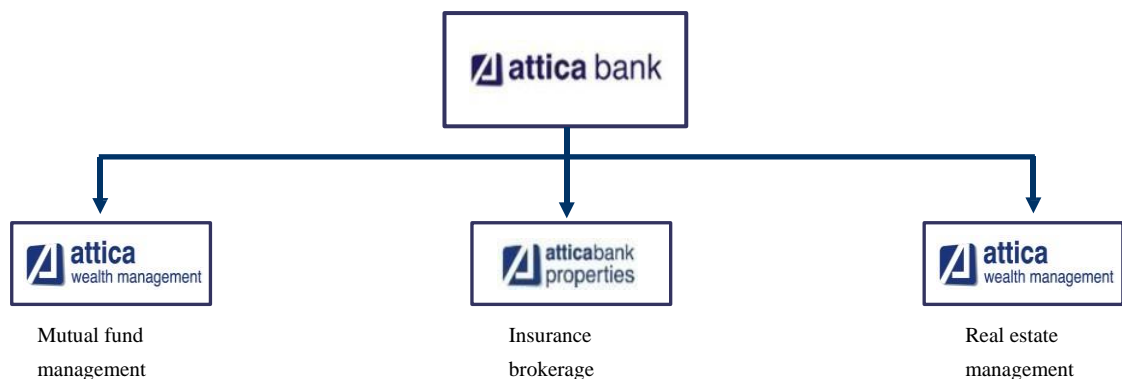 attica bank
attica
wealth management
atticabank
properties
attica
wealth management
Mutual fund
management
Insurance
brokerage
Real estate
management